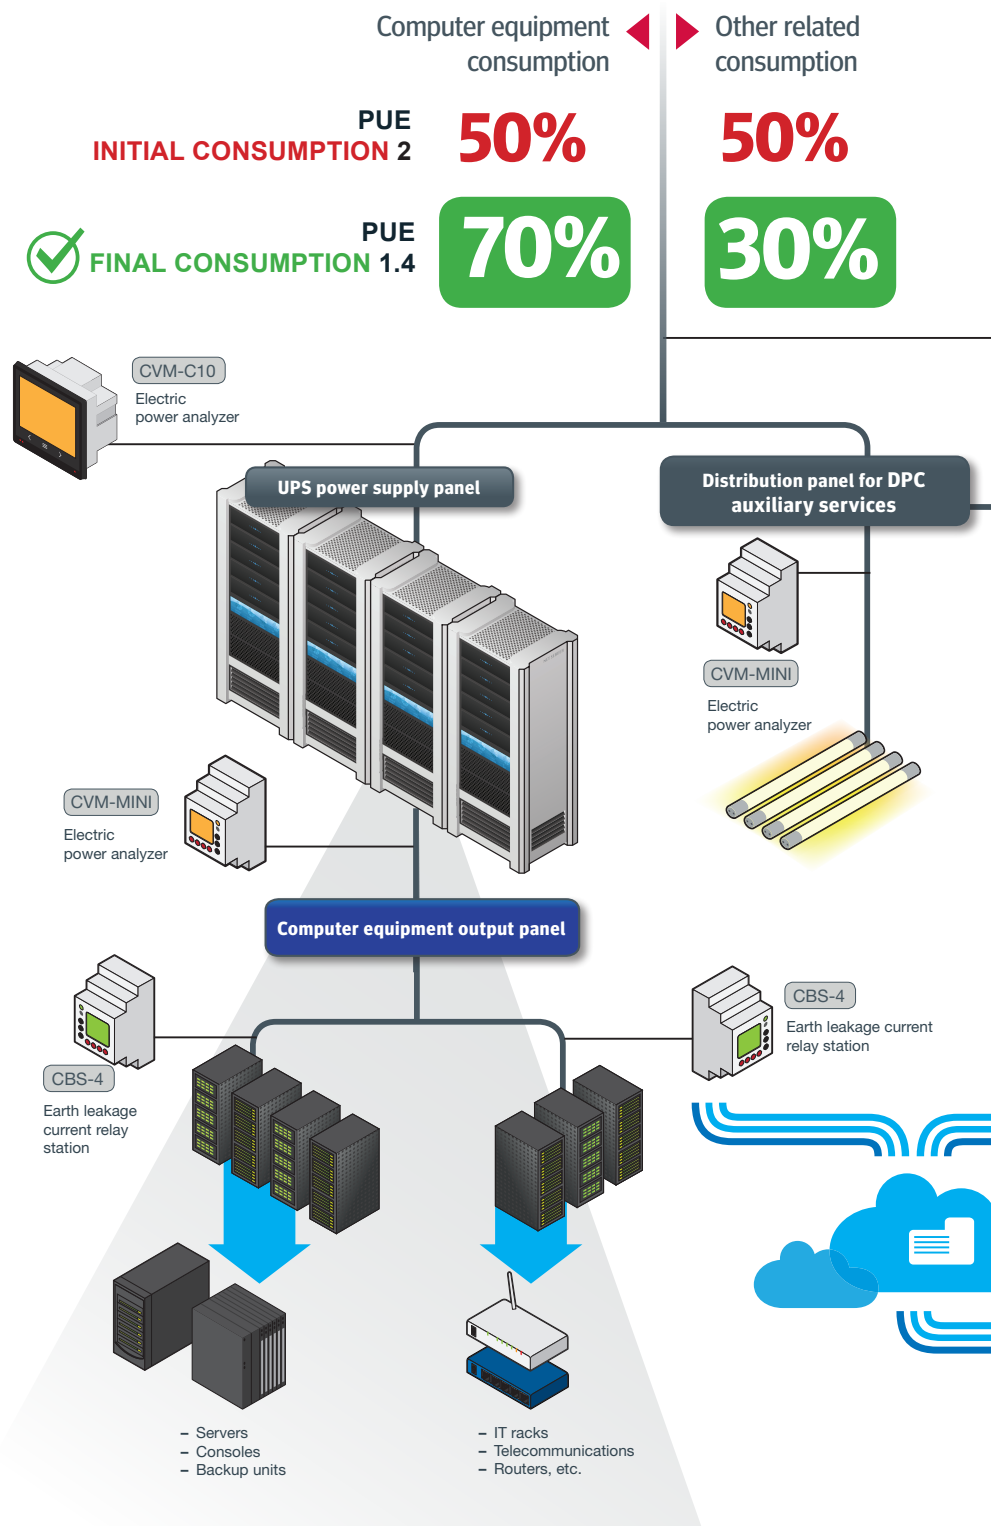 Computer equipment
consumption
Other related
consumption
PUE
INITIAL CONSUMPTION 2
50%
50%
PUE
FINAL CONSUMPTION 1.4
70%
30%
CVM-C10
Electric
power analyzer
UPS power supply panel
Distribution panel for DPC
auxiliary services
CVM-MINI
Electric
power analyzer
CVM-MINI
Electric
power analyzer
Computer equipment output panel
CBS-4
Earth leakage current
relay station
CBS-4
Earth leakage
current relay
station
– Servers
– Consoles
– Backup units
– IT racks
– Telecommunications
– Routers, etc.